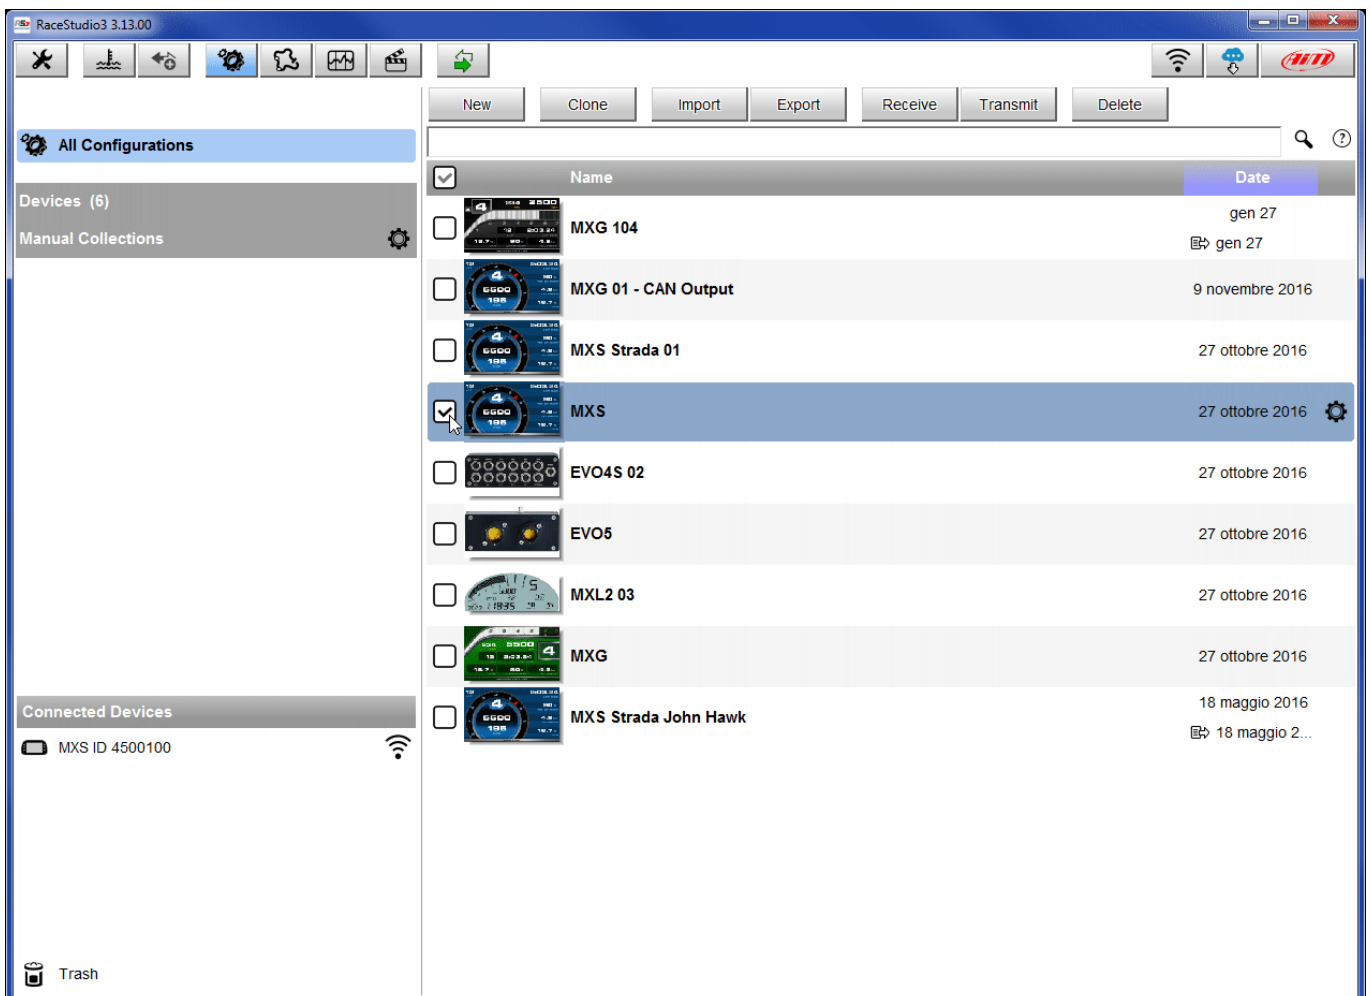 RaceStudio3 3.13.00
AiM
New Clone Import Export Receive Transmit Delete
All Configurations
?
Name Date
Devices (6)
Manual Collections
MXG 104
gen 27
gen 27
MXG 01 - CAN Output 9 novembre 2016
MXS Strada 01 27 ottobre 2016
MXS 27 ottobre 2016
EVO4S 02 27 ottobre 2016
EVO5 27 ottobre 2016
MXL2 03 27 ottobre 2016
MXG 27 ottobre 2016
MXS Strada John Hawk
18 maggio 2016
18 maggio 2...
Connected Devices
MXS ID 4500100
Trash